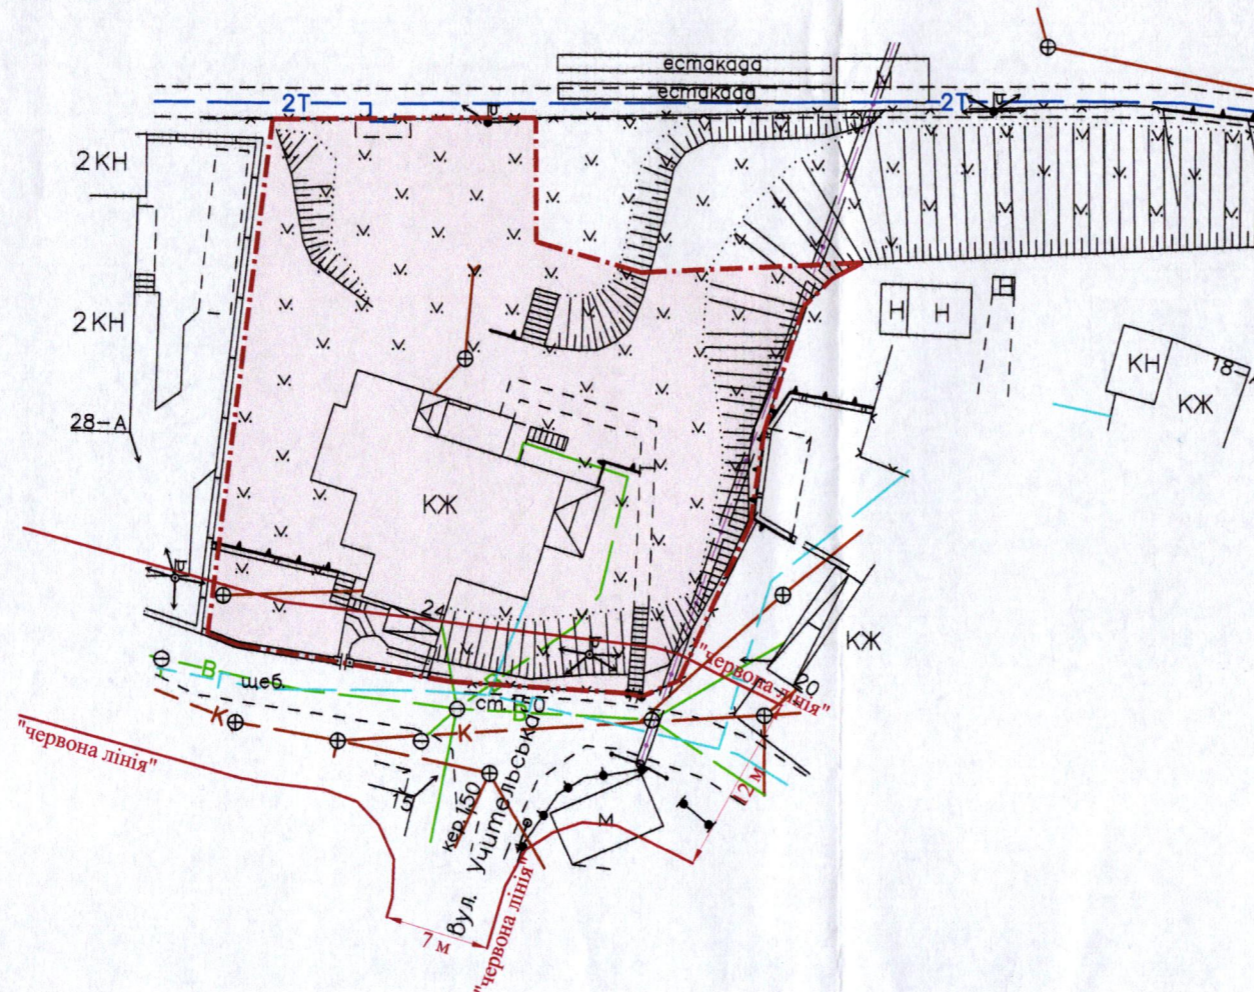 естакада
М
естакада
2Т
2Т
2КН
2КН
Н
Н
КН
18
КЖ
28-А
КЖ
24
КЖ
"червона лінія"
20
В
Г
щеб.
ст.150
В
К
К
"червона лінія"
Г
15
кер.150
вул. Учительська
М
12 м
7 м
"червона лінія"